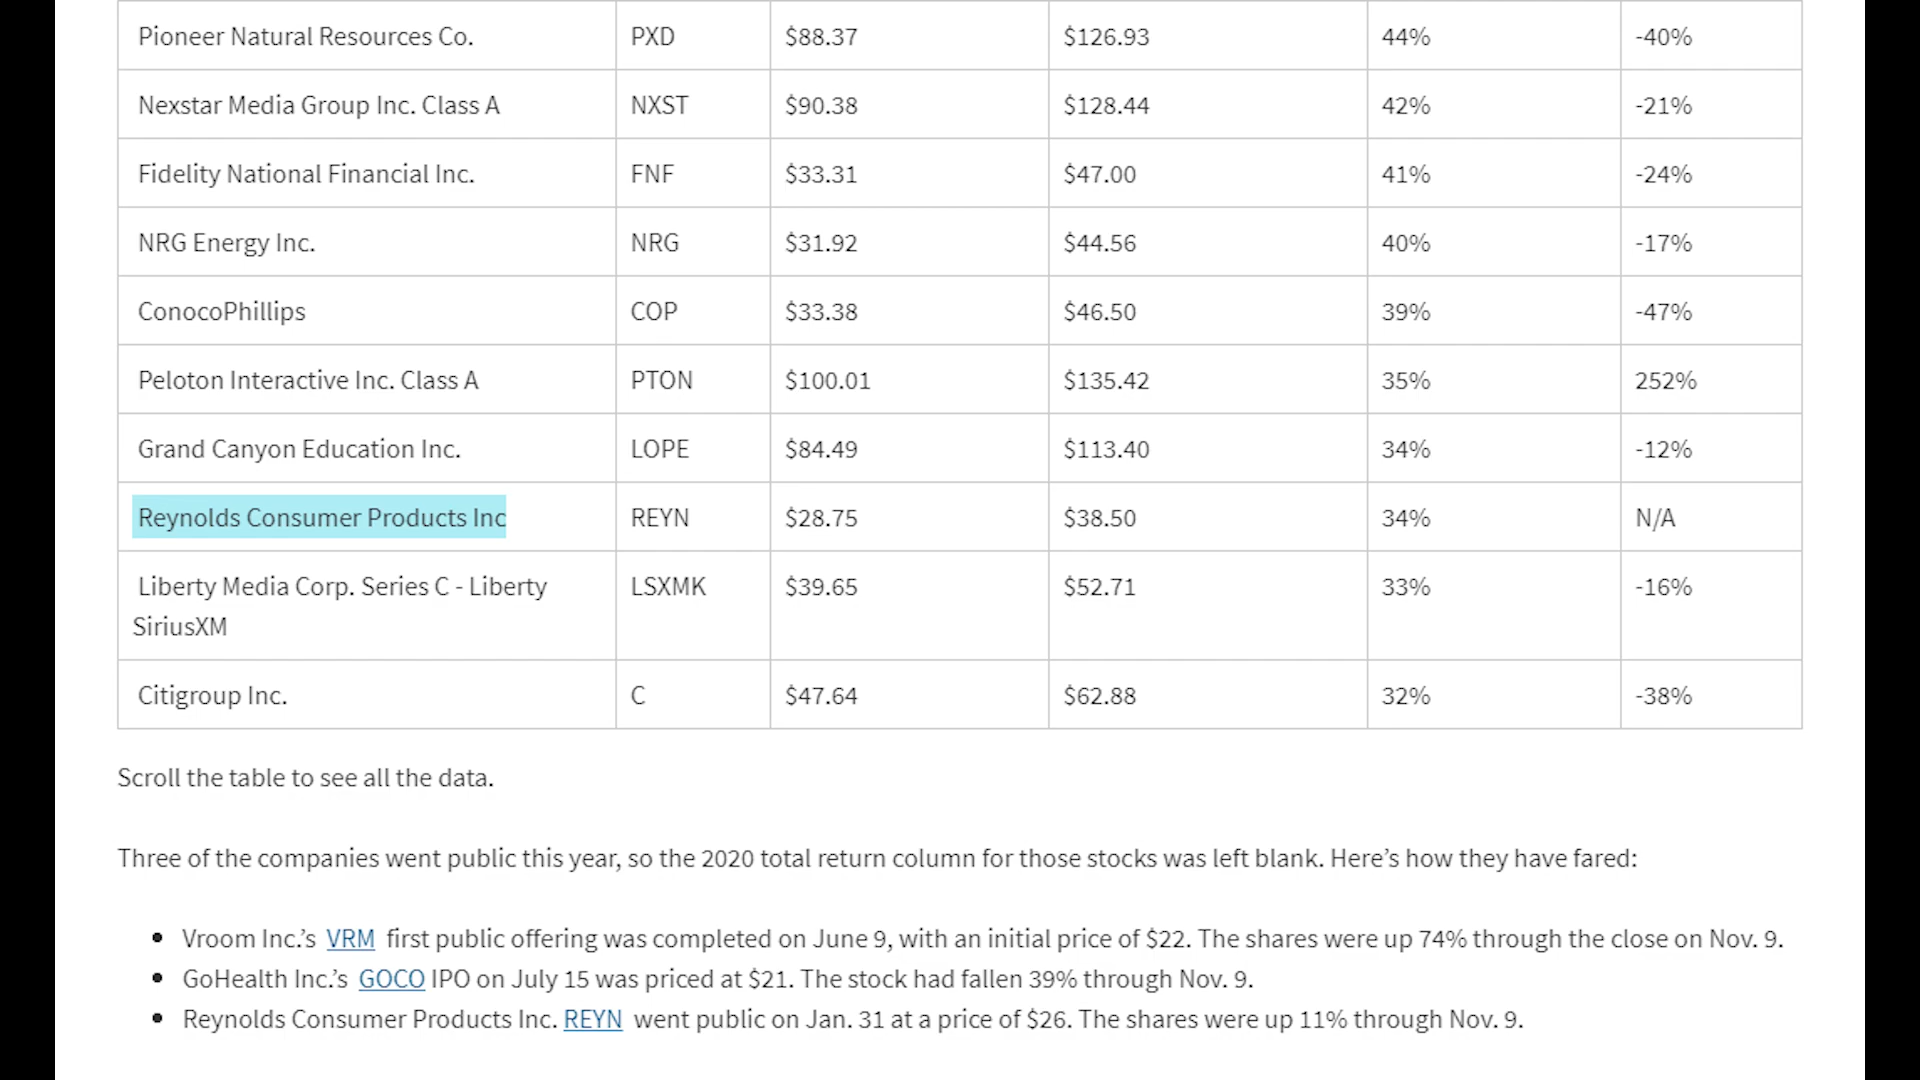 Pioneer Natural Resources Co. PXD $88.37 $126.93 44% -40%
Nexstar Media Group Inc. Class A NXST $90.38 $128.44 42% -21%
Fidelity National Financial Inc. FNF $33.31 $47.00 41% -24%
NRG Energy Inc. NRG $31.92 $44.56 40% -17%
ConocoPhillips COP $33.38 $46.50 39% -47%
Peloton Interactive Inc. Class A PTON $100.01 $135.42 35% 252%
Grand Canyon Education Inc. LOPE $84.49 $113.40 34% -12%
Reynolds Consumer Products Inc REYN $28.75 $38.50 34% N/A
Liberty Media Corp. Series C - Liberty LSXMK $39.65 $52.71 33% -16%
SiriusXM
Citigroup Inc. C $47.64 $62.88 32% -38%
Scroll the table to see all the data.
Three of the companies went public this year, so the 2020 total return column for those stocks was left blank. Here’s how they have fared:
• Vroom Inc.’s VRM first public offering was completed on June 9, with an initial price of $22. The shares were up 74% through the close on Nov. 9.
• GoHealth Inc.’s GOCO IPO on July 15 was priced at $21. The stock had fallen 39% through Nov. 9.
• Reynolds Consumer Products Inc. REYN went public on Jan. 31 at a price of $26. The shares were up 11% through Nov. 9.